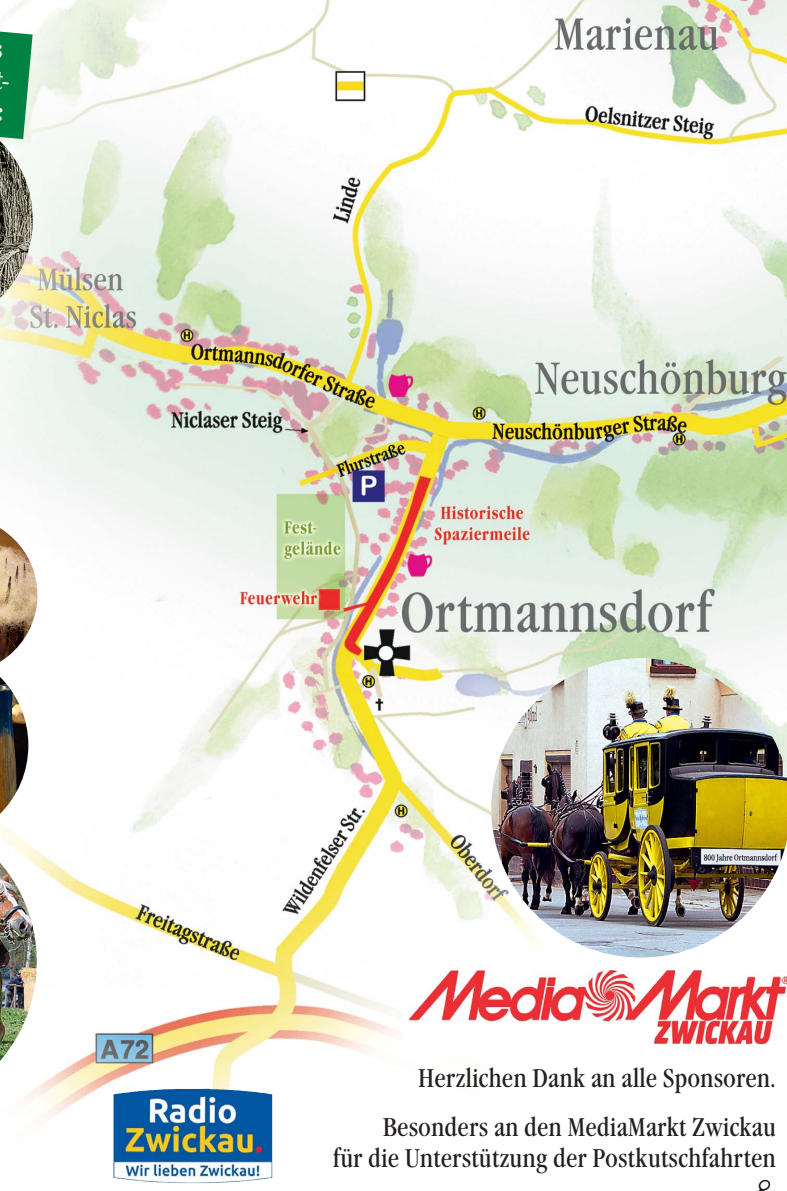 Marienau
Oelsnitzer Steig
Linde
Mülsen
St. Niclas
Ortmannsdorfer Straße
H
Neuschönburg
Niclaser Steig
H
Neuschönburger Straße
H
Flurstraße
P
Historische
Spaziermeile
Fest-
gelände
Feuerwehr
Ortmannsdorf
H
H
Wildenfelser Str.
Oberdorf
800 Jahre Ortmannsdorf
Freitagstraße
A72
MediaMarkt®
ZWICKAU
Radio
Zwickau.
Wir lieben Zwickau!
Herzlichen Dank an alle Sponsoren.
Besonders an den MediaMarkt Zwickau
für die Unterstützung der Postkutschfahrten